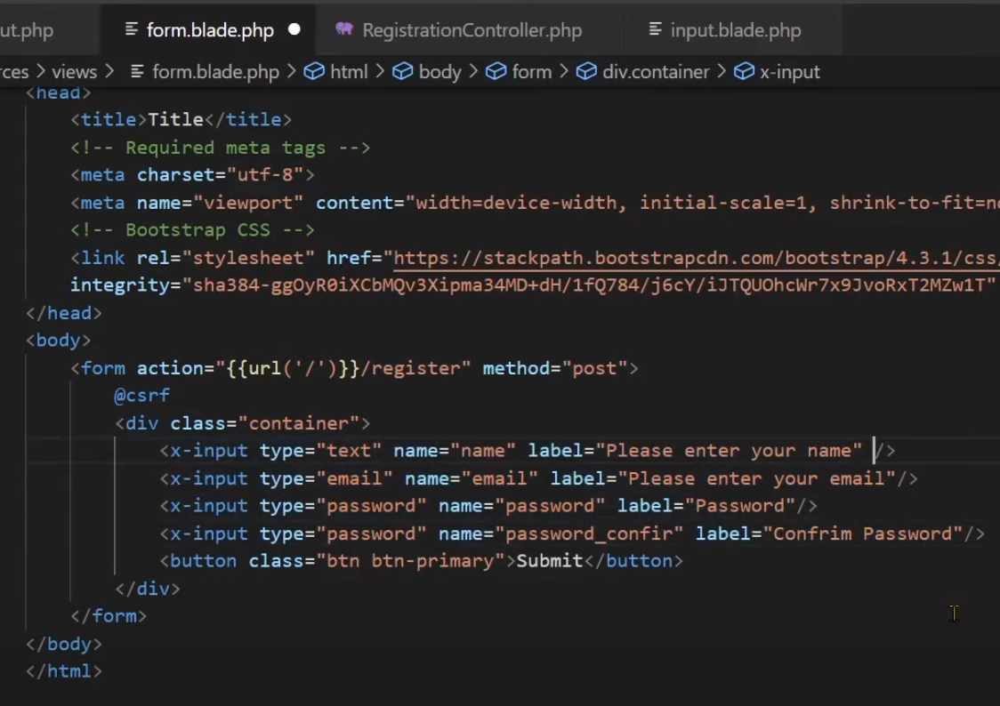 ut.php form.blade.php RegistrationController.php input.blade.php
rces > views > form.blade.php > html > body > form > div.container > x-input
<head>
<title>Title</title>
<!-- Required meta tags -->
<meta charset="utf-8">
<meta name="viewport" content="width=device-width, initial-scale=1, shrink-to-fit=no
<!-- Bootstrap CSS -->
<link rel="stylesheet" href="https://stackpath.bootstrapcdn.com/bootstrap/4.3.1/css/
integrity="sha384-ggOyR0iXCbMQv3Xipma34MD+dH/1fQ784/j6cY/iJTQUOhcWr7x9JvoRxT2MZw1T"
</head>
<body>
<form action="{{url('/')}}/register" method="post">
@csrf
<div class="container">
<x-input type="text" name="name" label="Please enter your name" />
<x-input type="email" name="email" label="Please enter your email"/>
<x-input type="password" name="password" label="Password"/>
<x-input type="password" name="password_confir" label="Confrim Password"/>
<button class="btn btn-primary">Submit</button>
</div>
</form>
</body>
</html>